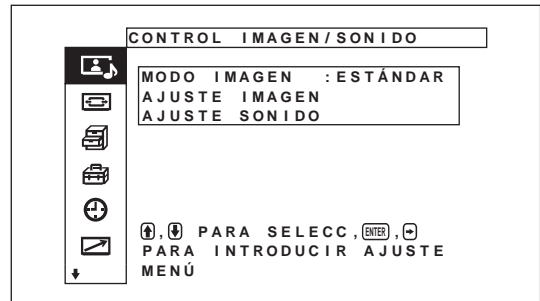 CONTROL IMAGEN/SONIDO
MODO IMAGEN :ESTÁNDAR
AJUSTE IMAGEN
AJUSTE SONIDO
, PARA SELECC, ENTER ,
PARA INTRODUCIR AJUSTE
MENÚ